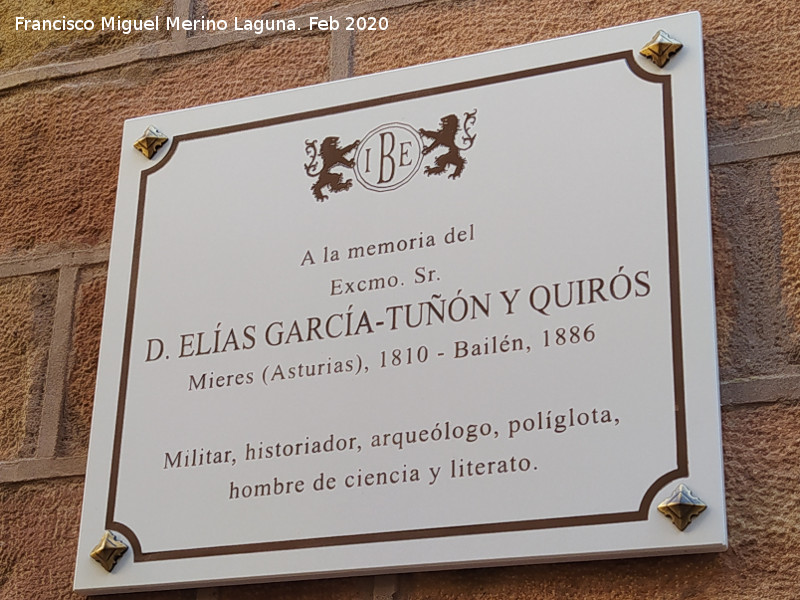 Francisco Miguel Merino Laguna. Feb 2020
IBE
A la memoria del
Excmo. Sr.
D. ELÍAS GARCÍA-TUÑÓN Y QUIRÓS
Mieres (Asturias), 1810 - Bailén, 1886
Militar, historiador, arqueólogo, políglota,
hombre de ciencia y literato.